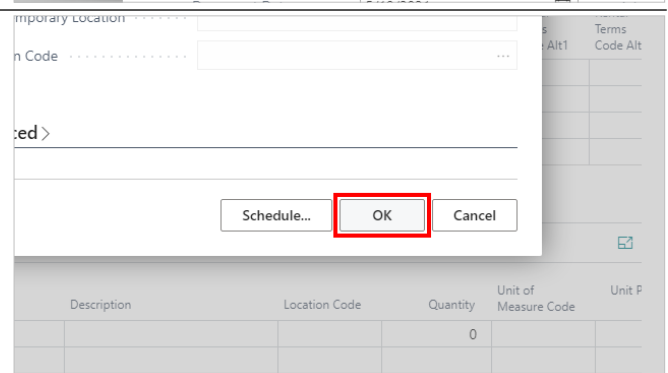 mporary Location
Terms
Alt1 Code Alt
n Code
ced >
Schedule... OK Cancel
Unit of Unit P
Description Location Code Quantity Measure Code
0